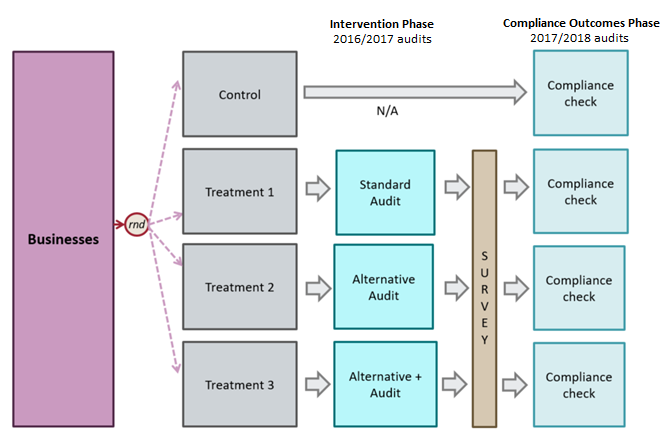 Intervention Phase
2016/2017 audits
Compliance Outcomes Phase
2017/2018 audits
Businesses
rnd
Control
N/A
Compliance
check
Treatment 1
Standard
Audit
Compliance
check
Treatment 2
Alternative
Audit
Compliance
check
Treatment 3
Alternative +
Audit
Compliance
check
S
U
R
V
E
Y